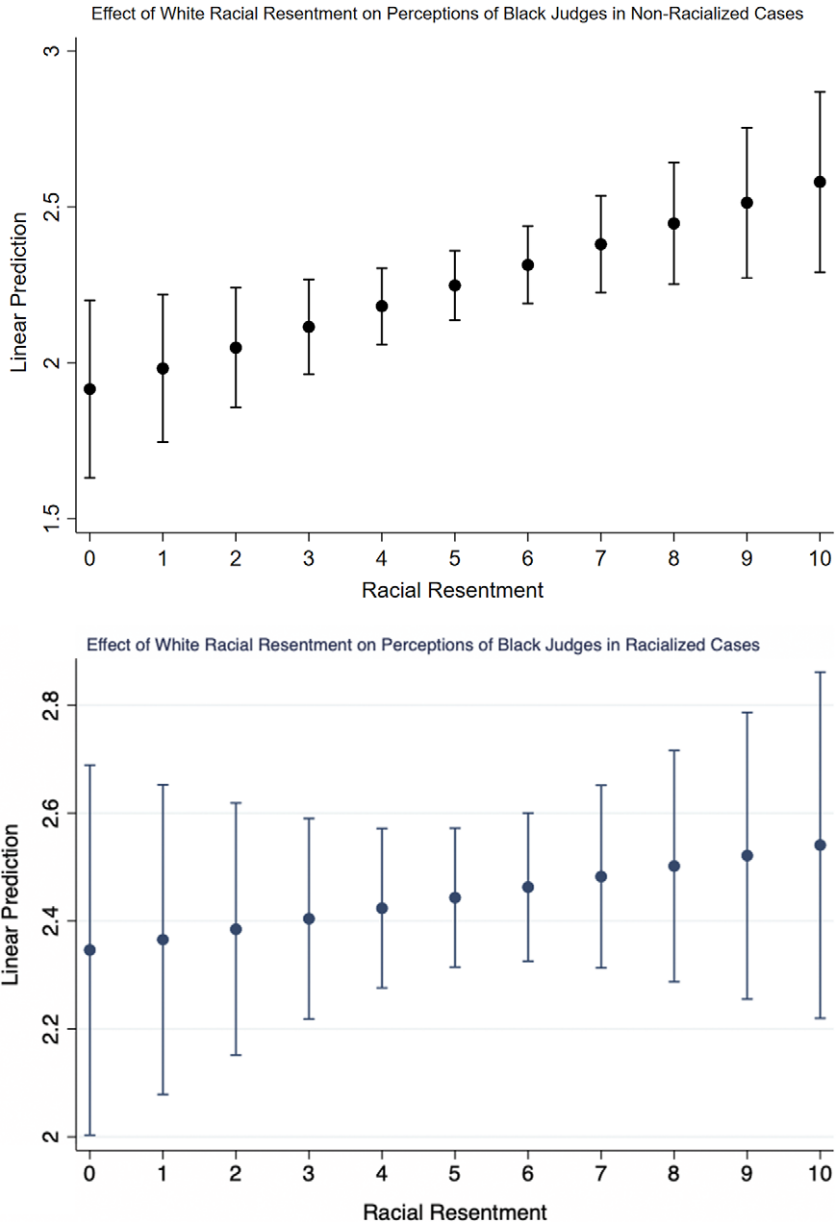 Effect of White Racial Resentment on Perceptions of Black Judges in Non-Racialized Cases
3
2.5
2
1.5
Linear Prediction
0 1 2 3 4 5 6 7 8 9 10
Racial Resentment
Effect of White Racial Resentment on Perceptions of Black Judges in Racialized Cases
2.8
2.6
2.4
2.2
2
Linear Prediction
0 1 2 3 4 5 6 7 8 9 10
Racial Resentment